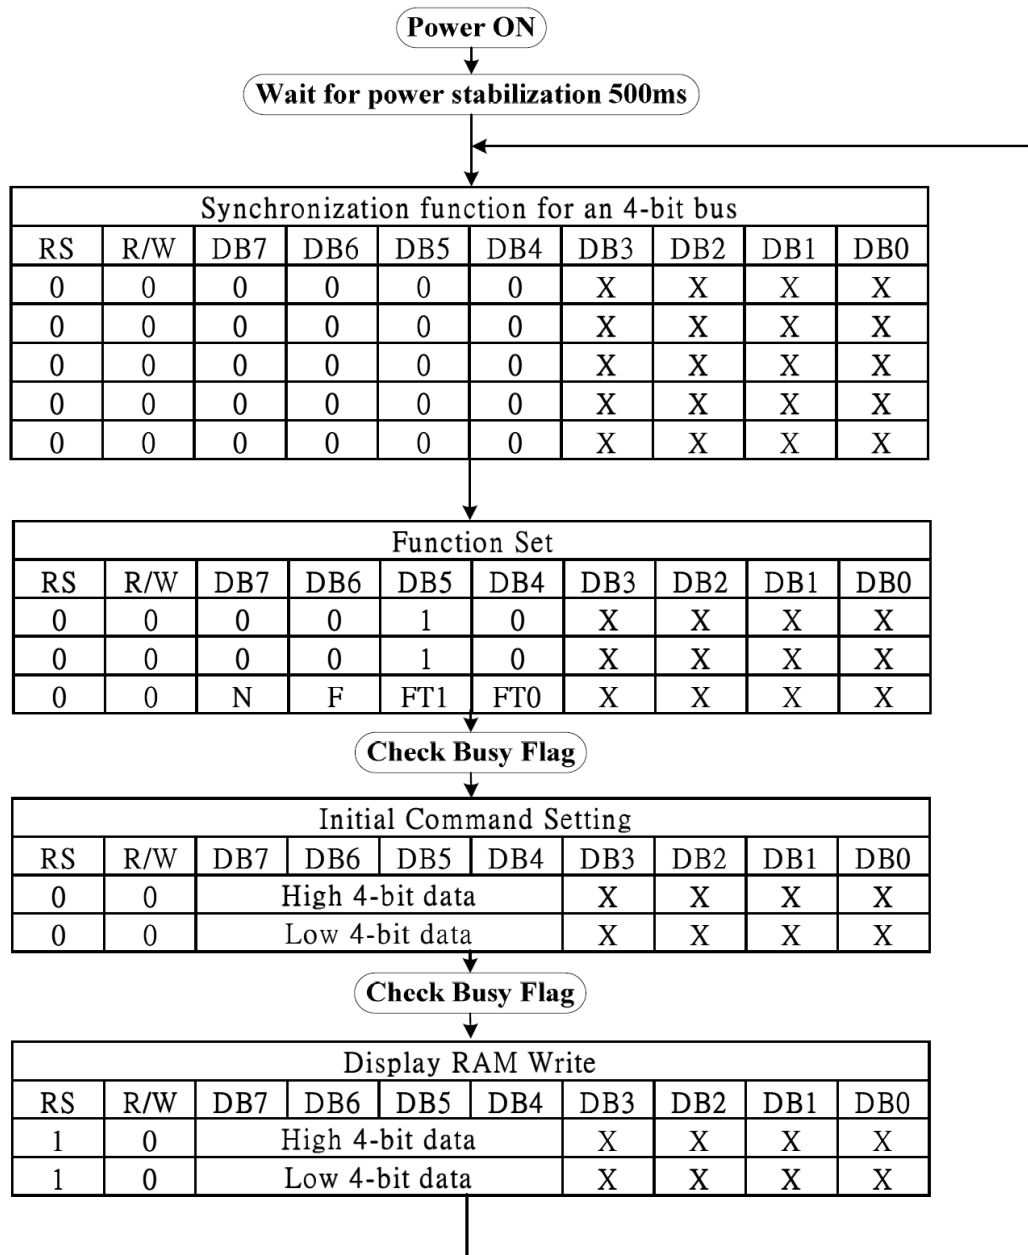 Power ON
Wait for power stabilization 500ms
Synchronization function for an 4-bit bus
RS R/W DB7 DB6 DB5 DB4 DB3 DB2 DB1 DB0
0 0 0 0 0 0 X X X X
0 0 0 0 0 0 X X X X
0 0 0 0 0 0 X X X X
0 0 0 0 0 0 X X X X
0 0 0 0 0 0 X X X X
Function Set
RS R/W DB7 DB6 DB5 DB4 DB3 DB2 DB1 DB0
0 0 0 0 1 0 X X X X
0 0 0 0 1 0 X X X X
0 0 N F FT1 FT0 X X X X
Check Busy Flag
Initial Command Setting
RS R/W DB7 DB6 DB5 DB4 DB3 DB2 DB1 DB0
0 0 High 4-bit data X X X X
0 0 Low 4-bit data X X X X
Check Busy Flag
Display RAM Write
RS R/W DB7 DB6 DB5 DB4 DB3 DB2 DB1 DB0
1 0 High 4-bit data X X X X
1 0 Low 4-bit data X X X X